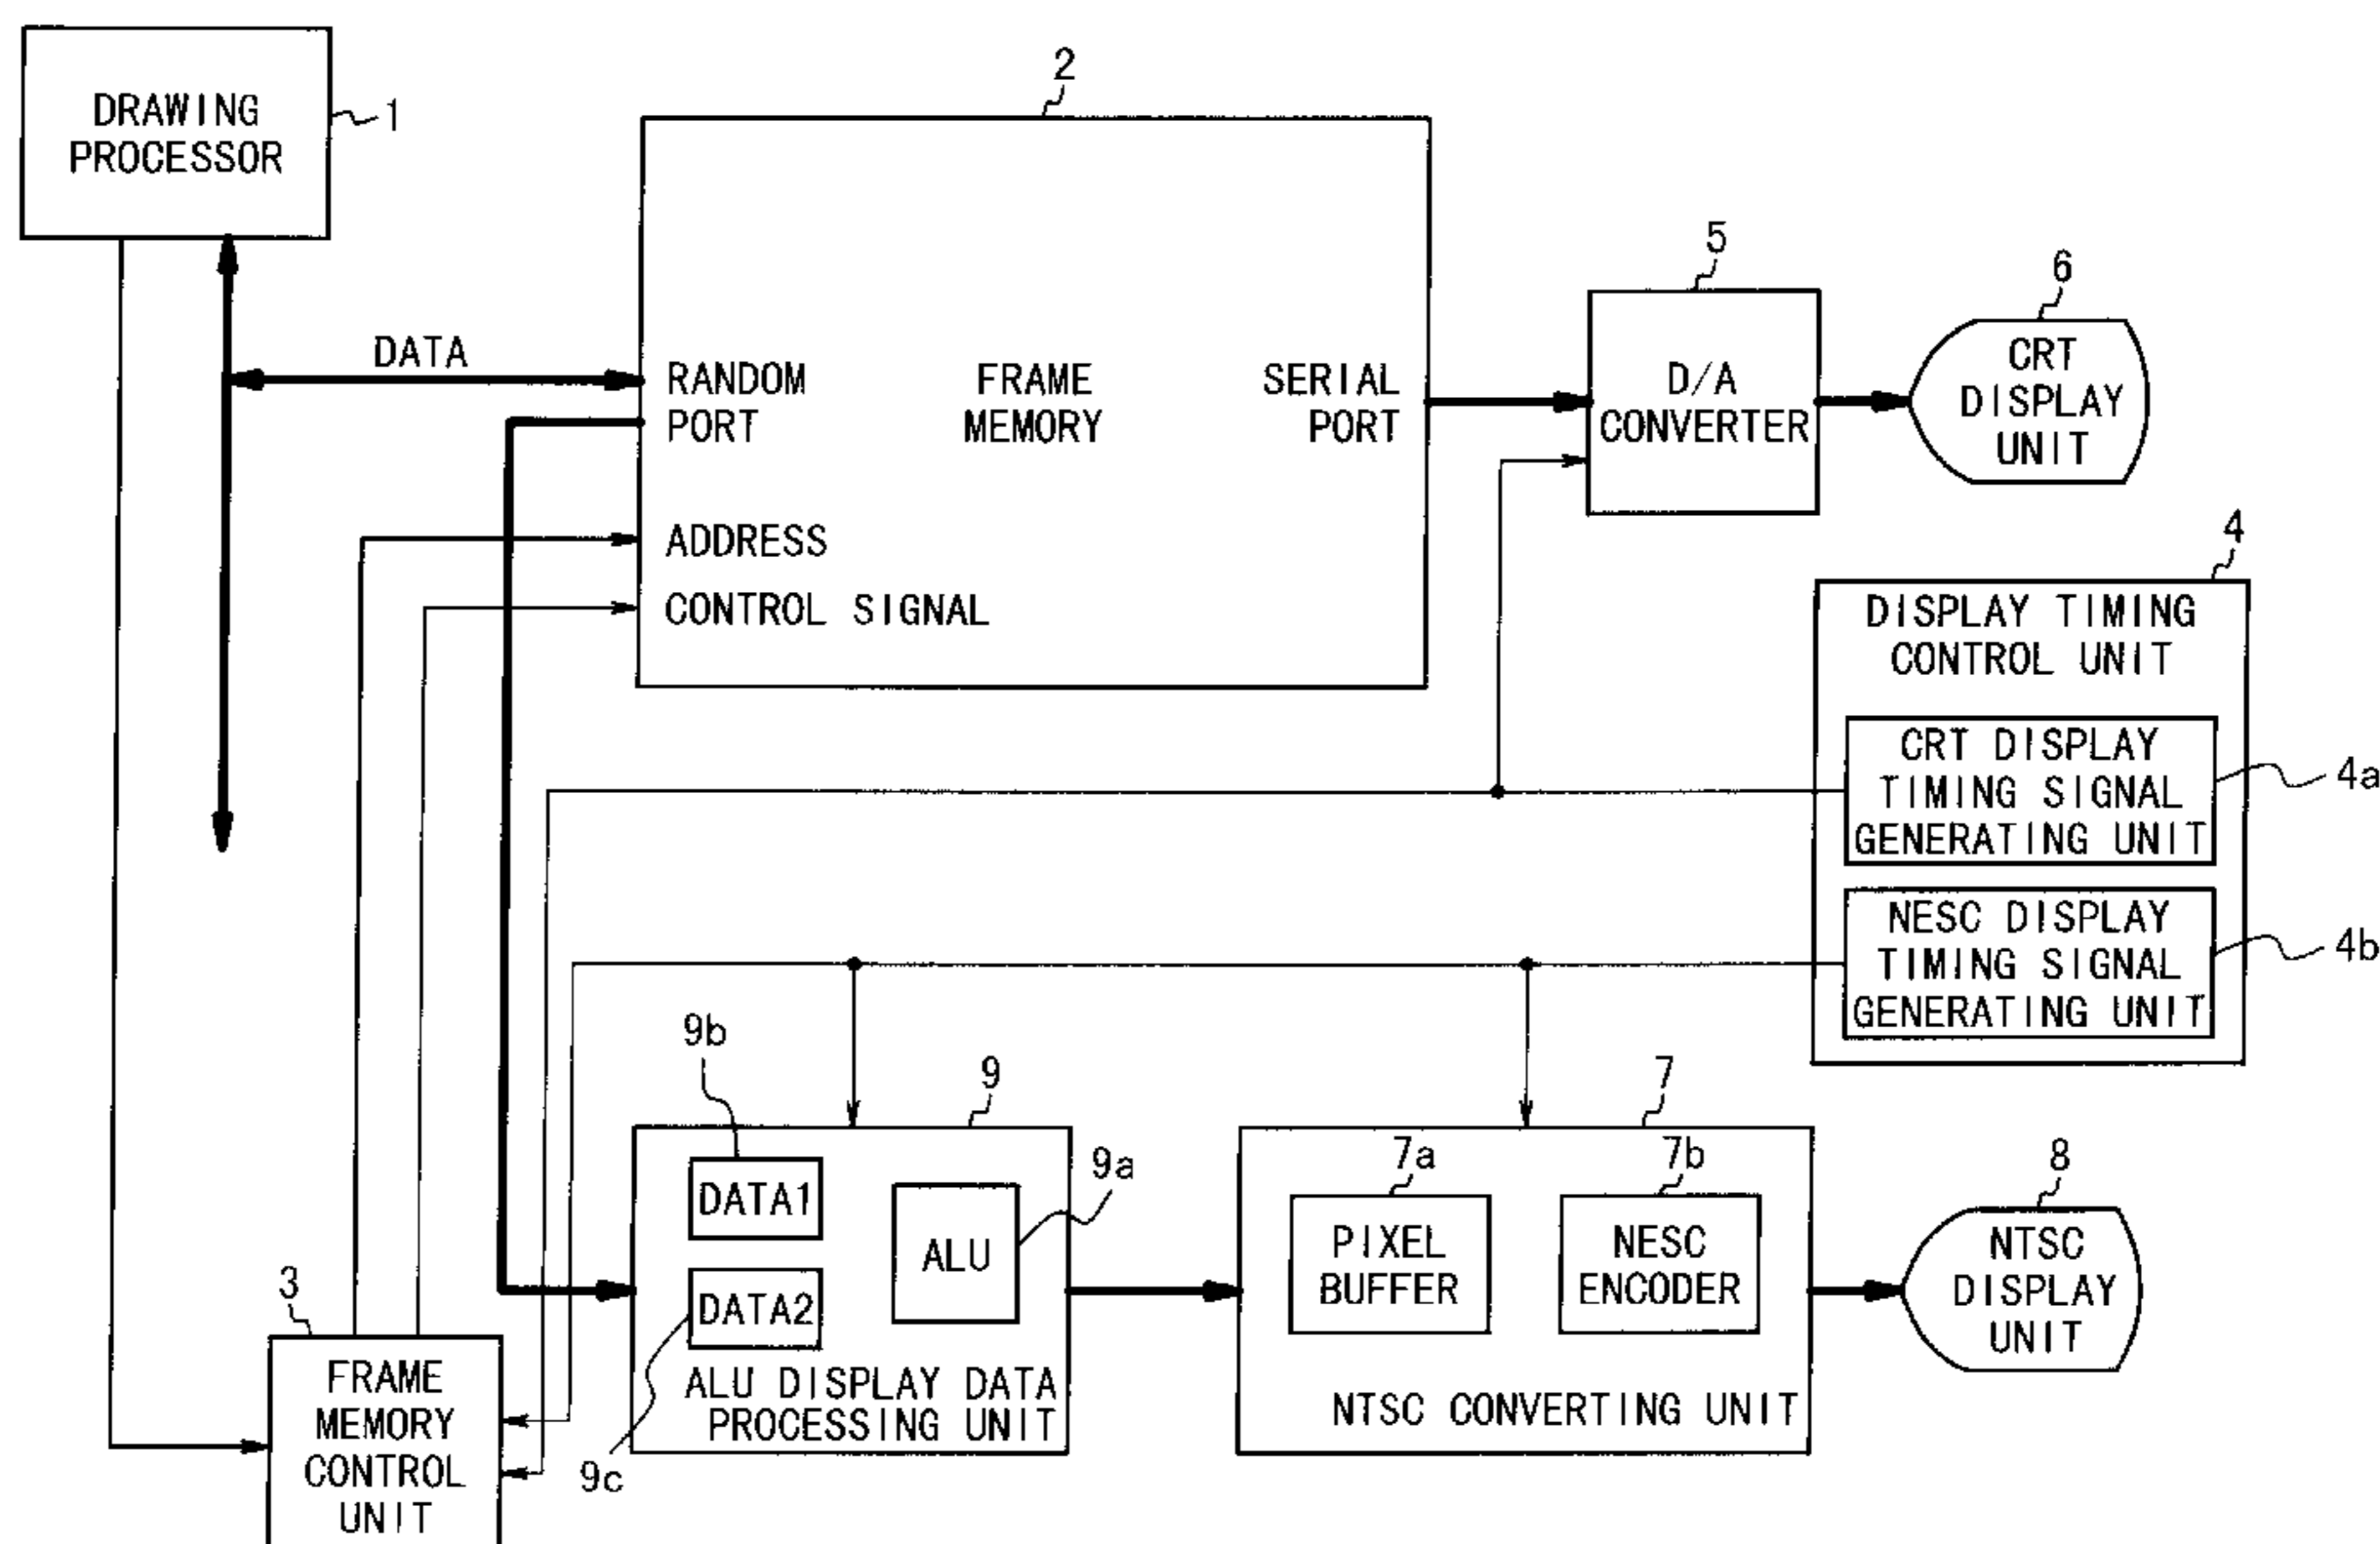 DRAWING
PROCESSOR
1
2
DATA
RANDOM
PORT
FRAME
MEMORY
SERIAL
PORT
ADDRESS
CONTROL SIGNAL
5
D/A
CONVERTER
6
CRT
DISPLAY
UNIT
4
DISPLAY TIMING
CONTROL UNIT
CRT DISPLAY
TIMING SIGNAL
GENERATING UNIT
4a
NESC DISPLAY
TIMING SIGNAL
GENERATING UNIT
4b
3
FRAME
MEMORY
CONTROL
UNIT
9b
9
DATA1
9a
ALU
DATA2
9c
ALU DISPLAY DATA
PROCESSING UNIT
7
7a
PIXEL
BUFFER
7b
NESC
ENCODER
NTSC CONVERTING UNIT
8
NTSC
DISPLAY
UNIT